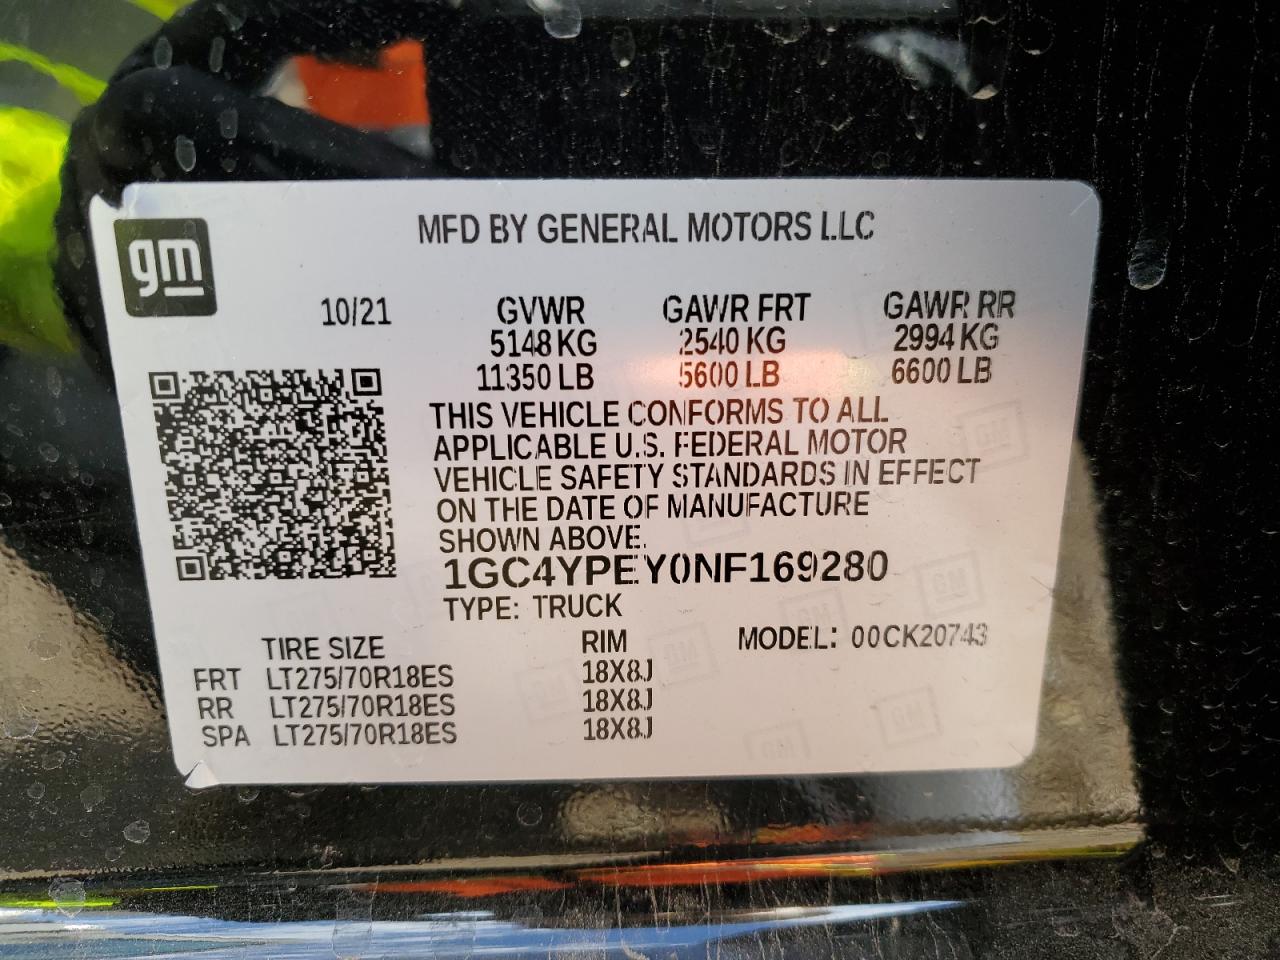 gm
MFD BY GENERAL MOTORS LLC
10/21 GVWR GAWR FRT GAWR RR
5148 KG 2540 KG 2994 KG
11350 LB 5600 LB 6600 LB
THIS VEHICLE CONFORMS TO ALL
APPLICABLE U.S. FEDERAL MOTOR
VEHICLE SAFETY STANDARDS IN EFFECT
ON THE DATE OF MANUFACTURE
SHOWN ABOVE.
1GC4YPEY0NF169280
TYPE: TRUCK
TIRE SIZE RIM MODEL: 00CK20743
FRT LT275/70R18ES 18X8J
RR LT275/70R18ES 18X8J
SPA LT275/70R18ES 18X8J